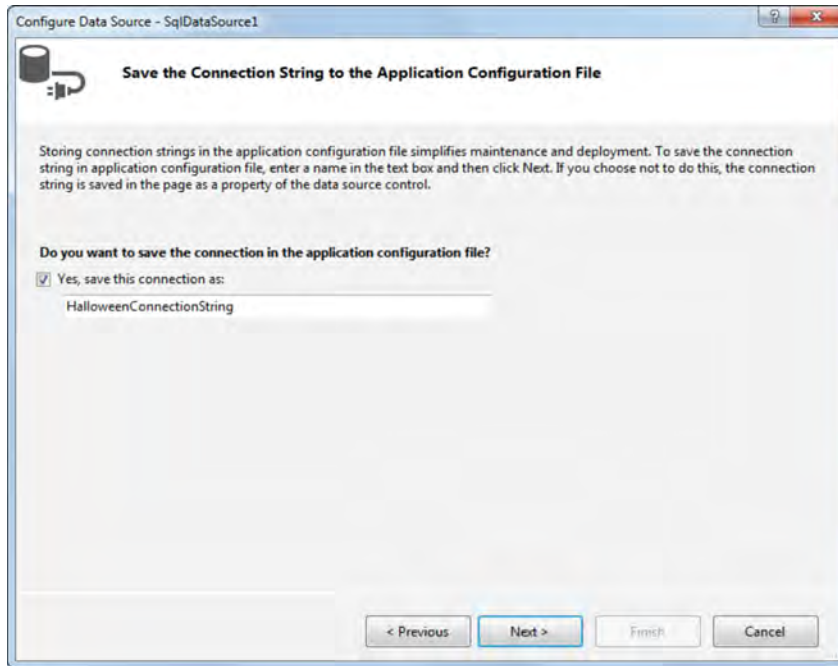 Configure Data Source - SqlDataSource1
Save the Connection String to the Application Configuration File
Storing connection strings in the application configuration file simplifies maintenance and deployment. To save the connection
string in application configuration file, enter a name in the text box and then click Next. If you choose not to do this, the connection
string is saved in the page as a property of the data source control.
Do you want to save the connection in the application configuration file?
Yes, save this connection as:
HalloweenConnectionString
< Previous Next > Finish Cancel